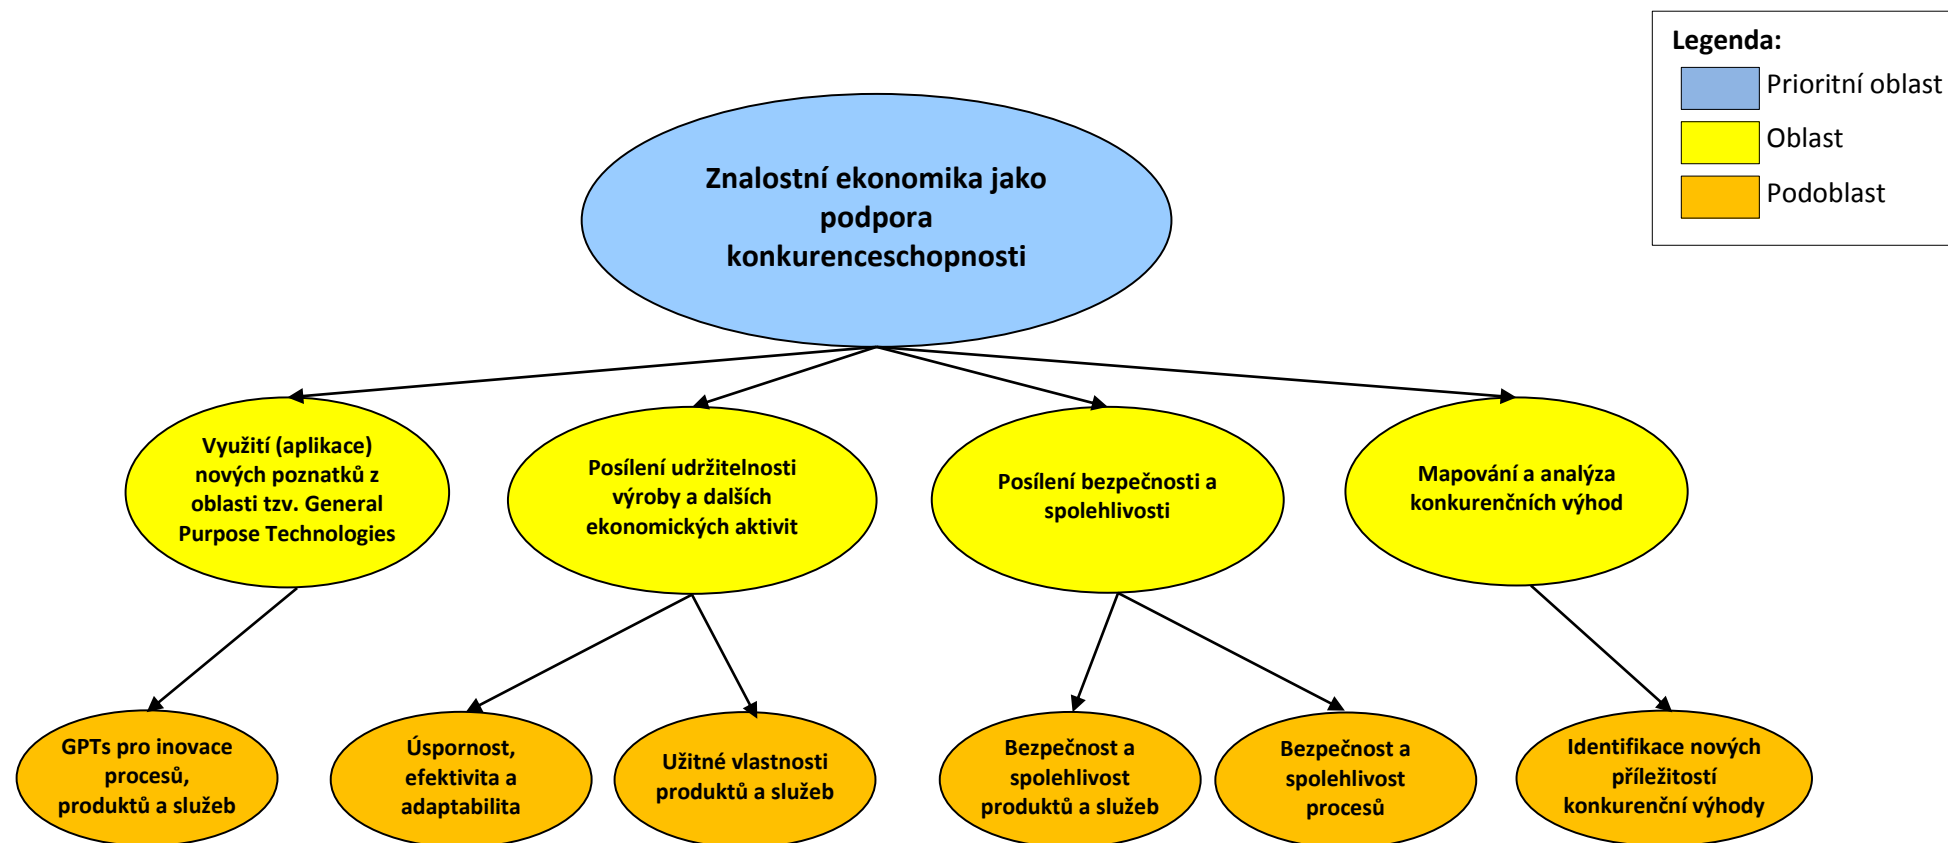 Legenda:
Prioritní oblast
Oblast
Podoblast
Znalostní ekonomika jako
podpora
konkurenceschopnosti
Využití (aplikace)
nových poznatků z
oblasti tzv. General
Purpose Technologies
Posílení udržitelnosti
výroby a dalších
ekonomických aktivit
Posílení bezpečnosti a
spolehlivosti
Mapování a analýza
konkurenčních výhod
GPTs pro inovace
procesů,
produktů a služeb
Úspornost,
efektivita a
adaptabilita
Užitné vlastnosti
produktů a služeb
Bezpečnost a
spolehlivost
produktů a služeb
Bezpečnost a
spolehlivost
procesů
Identifikace nových
příležitostí
konkurenční výhody